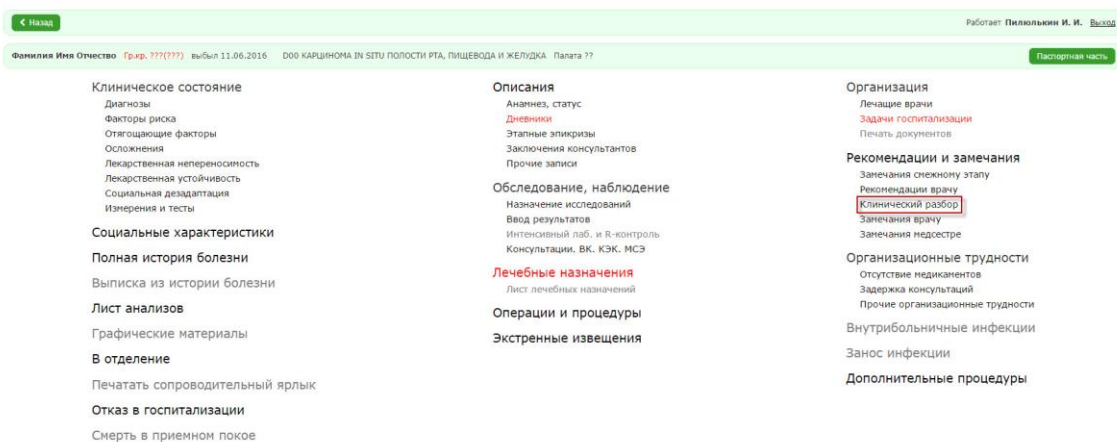 Назад
Работает Пилюлькин И. И. Выход
Фамилия Имя Отчество Гр.кр. ???(???) выбыл 11.06.2016 D00 КАРЦИНОМА IN SITU ПОЛОСТИ РТА, ПИЩЕВОДА И ЖЕЛУДКА Палата ??
Паспортная часть
Клиническое состояние
Диагнозы
Факторы риска
Отягощающие факторы
Осложнения
Лекарственная непереносимость
Лекарственная устойчивость
Социальная дезадаптация
Измерения и тесты
Социальные характеристики
Полная история болезни
Выписка из истории болезни
Лист анализов
Графические материалы
В отделение
Печатать сопроводительный ярлык
Отказ в госпитализации
Смерть в приемном покое
Описания
Анамнез, статус
Дневники
Этапные эпикризы
Заключения консультантов
Прочие записи
Обследование, наблюдение
Назначение исследований
Ввод результатов
Интенсивный лаб. и R-контроль
Консультации. ВК. КЭК. МСЭ
Лечебные назначения
Лист лечебных назначений
Операции и процедуры
Экстренные извещения
Организация
Лечащие врачи
Задачи госпитализации
Печать документов
Рекомендации и замечания
Замечания смежному этапу
Рекомендации врачу
Клинический разбор
Замечания врачу
Замечания медсестре
Организационные трудности
Отсутствие медикаментов
Задержка консультаций
Прочие организационные трудности
Внутрибольничные инфекции
Занос инфекции
Дополнительные процедуры